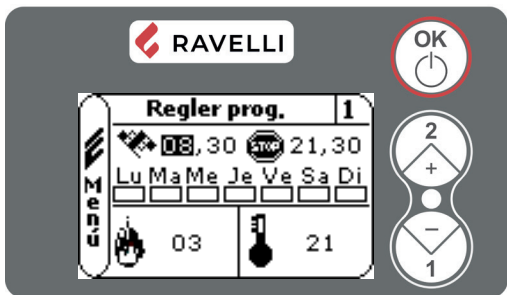 RAVELLI
OK
Regler prog. 1
08,30 STOP 21,30
Lu Ma Me Je Ve Sa Di
Menú
03 21
2
+
−
1